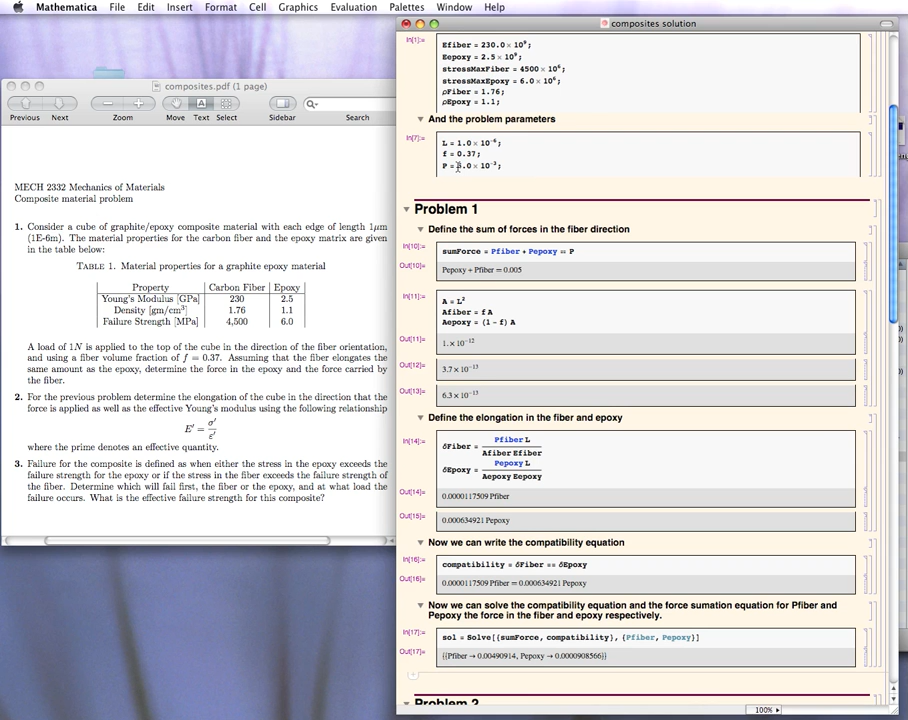 Mathematica File Edit Insert Format Cell Graphics Evaluation Palettes Window Help
composites.pdf (1 page)
Previous Next Zoom Move Text Select Sidebar Search
MECH 2332 Mechanics of Materials
Composite material problem
1. Consider a cube of graphite/epoxy composite material with each edge of length 1μm
(1E-6m). The material properties for the carbon fiber and the epoxy matrix are given
in the table below:
TABLE 1. Material properties for a graphite epoxy material
Property Carbon Fiber Epoxy
Young's Modulus [GPa] 230 2.5
Density [gm/cm³] 1.76 1.1
Failure Strength [MPa] 4,500 6.0
A load of 1N is applied to the top of the cube in the direction of the fiber orientation,
and using a fiber volume fraction of f = 0.37. Assuming that the fiber elongates the
same amount as the epoxy, determine the force in the epoxy and the force carried by
the fiber.
2. For the previous problem determine the elongation of the cube in the direction that the
force is applied as well as the effective Young's modulus using the following relationship
E′ = σ′/ε′
where the prime denotes an effective quantity.
3. Failure for the composite is defined as when either the stress in the epoxy exceeds the
failure strength for the epoxy or if the stress in the fiber exceeds the failure strength of
the fiber. Determine which will fail first, the fiber or the epoxy, and at what load the
failure occurs. What is the effective failure strength for this composite?
composites solution
In[1]:= Efiber = 230.0 × 10⁹;
Eepoxy = 2.5 × 10⁹;
stressMaxFiber = 4500 × 10⁶;
stressMaxEpoxy = 6.0 × 10⁶;
ρFiber = 1.76;
ρEpoxy = 1.1;
And the problem parameters
In[7]:= L = 1.0 × 10⁻⁶;
f = 0.37;
P = .0 × 10⁻³;
Problem 1
Define the sum of forces in the fiber direction
In[10]:= sumForce = Pfiber + Pepoxy == P
Out[10]= Pepoxy + Pfiber = 0.005
In[11]:= A = L²
Afiber = f A
Aepoxy = (1 - f) A
Out[11]= 1. × 10⁻¹²
Out[12]= 3.7 × 10⁻¹³
Out[13]= 6.3 × 10⁻¹³
Define the elongation in the fiber and epoxy
In[14]:= δFiber = Pfiber L / Afiber Efiber
δEpoxy = Pepoxy L / Aepoxy Eepoxy
Out[14]= 0.0000117509 Pfiber
Out[15]= 0.000634921 Pepoxy
Now we can write the compatibility equation
In[16]:= compatibility = δFiber == δEpoxy
Out[16]= 0.0000117509 Pfiber = 0.000634921 Pepoxy
Now we can solve the compatibility equation and the force sumation equation for Pfiber and
Pepoxy the force in the fiber and epoxy respectively.
In[17]:= sol = Solve[{sumForce, compatibility}, {Pfiber, Pepoxy}]
Out[17]= {{Pfiber → 0.00490914, Pepoxy → 0.0000908566}}
Problem 2
100%